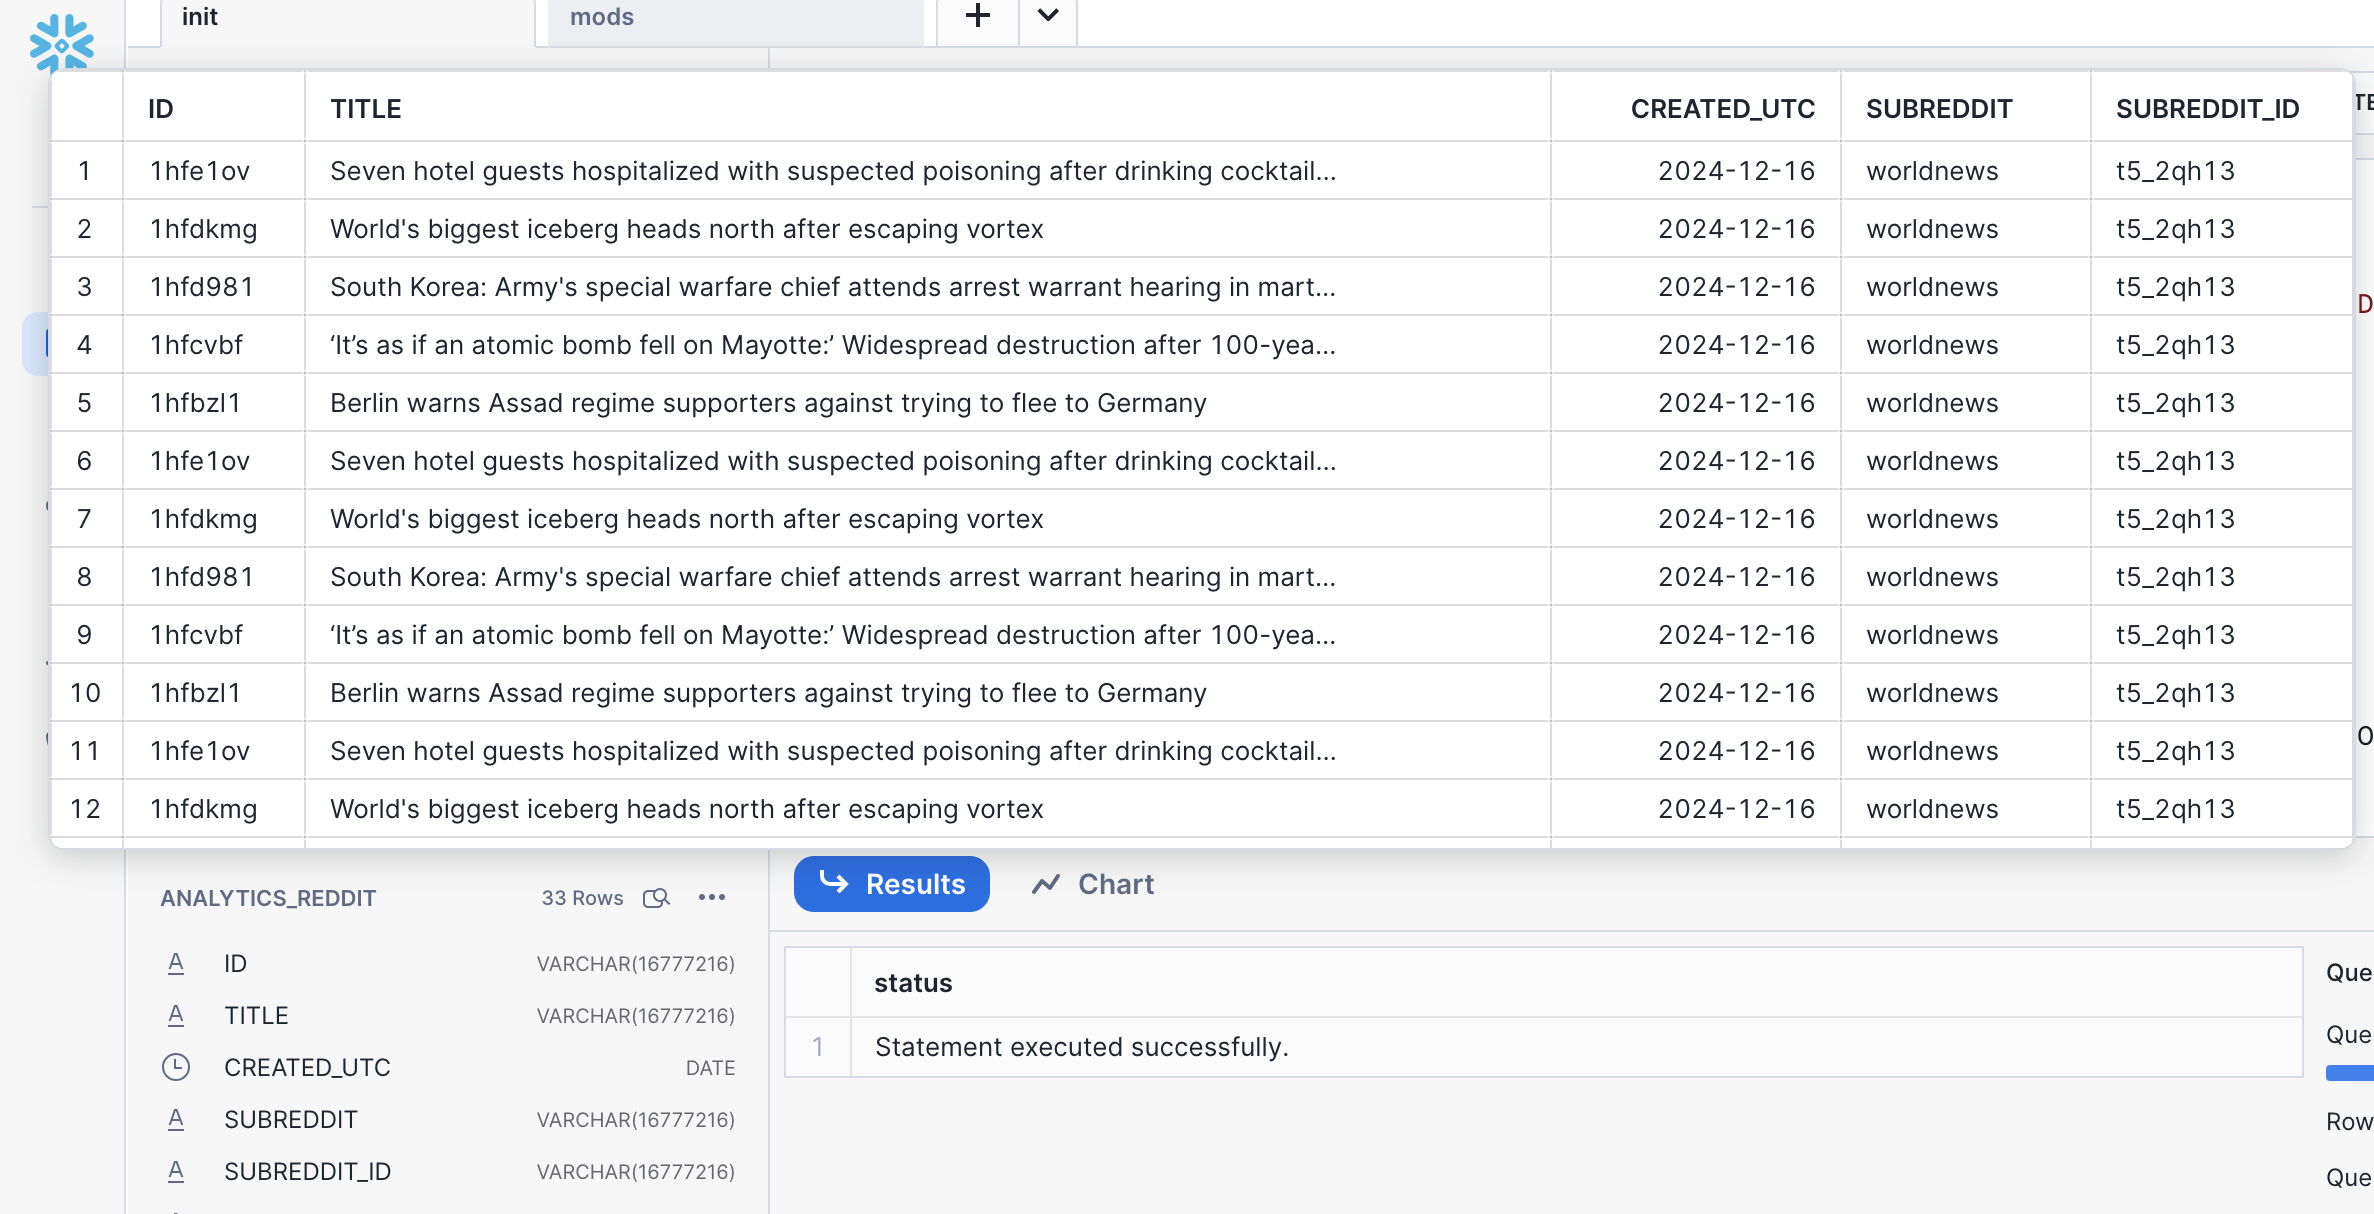 init mods
ID TITLE CREATED_UTC SUBREDDIT SUBREDDIT_ID
1 1hfe1ov Seven hotel guests hospitalized with suspected poisoning after drinking cocktail... 2024-12-16 worldnews t5_2qh13
2 1hfdkmg World's biggest iceberg heads north after escaping vortex 2024-12-16 worldnews t5_2qh13
3 1hfd981 South Korea: Army's special warfare chief attends arrest warrant hearing in mart... 2024-12-16 worldnews t5_2qh13
4 1hfcvbf ‘It’s as if an atomic bomb fell on Mayotte:’ Widespread destruction after 100-yea... 2024-12-16 worldnews t5_2qh13
5 1hfbzl1 Berlin warns Assad regime supporters against trying to flee to Germany 2024-12-16 worldnews t5_2qh13
6 1hfe1ov Seven hotel guests hospitalized with suspected poisoning after drinking cocktail... 2024-12-16 worldnews t5_2qh13
7 1hfdkmg World's biggest iceberg heads north after escaping vortex 2024-12-16 worldnews t5_2qh13
8 1hfd981 South Korea: Army's special warfare chief attends arrest warrant hearing in mart... 2024-12-16 worldnews t5_2qh13
9 1hfcvbf ‘It’s as if an atomic bomb fell on Mayotte:’ Widespread destruction after 100-yea... 2024-12-16 worldnews t5_2qh13
10 1hfbzl1 Berlin warns Assad regime supporters against trying to flee to Germany 2024-12-16 worldnews t5_2qh13
11 1hfe1ov Seven hotel guests hospitalized with suspected poisoning after drinking cocktail... 2024-12-16 worldnews t5_2qh13
12 1hfdkmg World's biggest iceberg heads north after escaping vortex 2024-12-16 worldnews t5_2qh13
ANALYTICS_REDDIT 33 Rows
ID VARCHAR(16777216)
TITLE VARCHAR(16777216)
CREATED_UTC DATE
SUBREDDIT VARCHAR(16777216)
SUBREDDIT_ID VARCHAR(16777216)
Results Chart
status
1 Statement executed successfully.
Que
Que
Row
Que